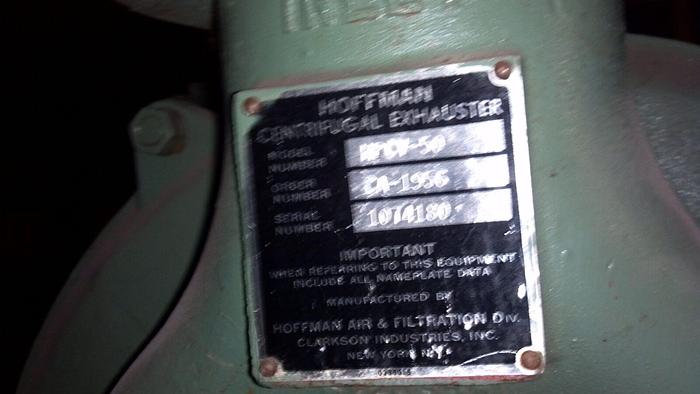 INLET
HOFFMAN
CENTRIFUGAL EXHAUSTER
MODEL NUMBER HPCV-50
ORDER NUMBER CA-1956
SERIAL NUMBER 1074180
IMPORTANT
WHEN REFERRING TO THIS EQUIPMENT
INCLUDE ALL NAMEPLATE DATA
MANUFACTURED BY
HOFFMAN AIR & FILTRATION DIV.
CLARKSON INDUSTRIES, INC.
NEW YORK N.Y.